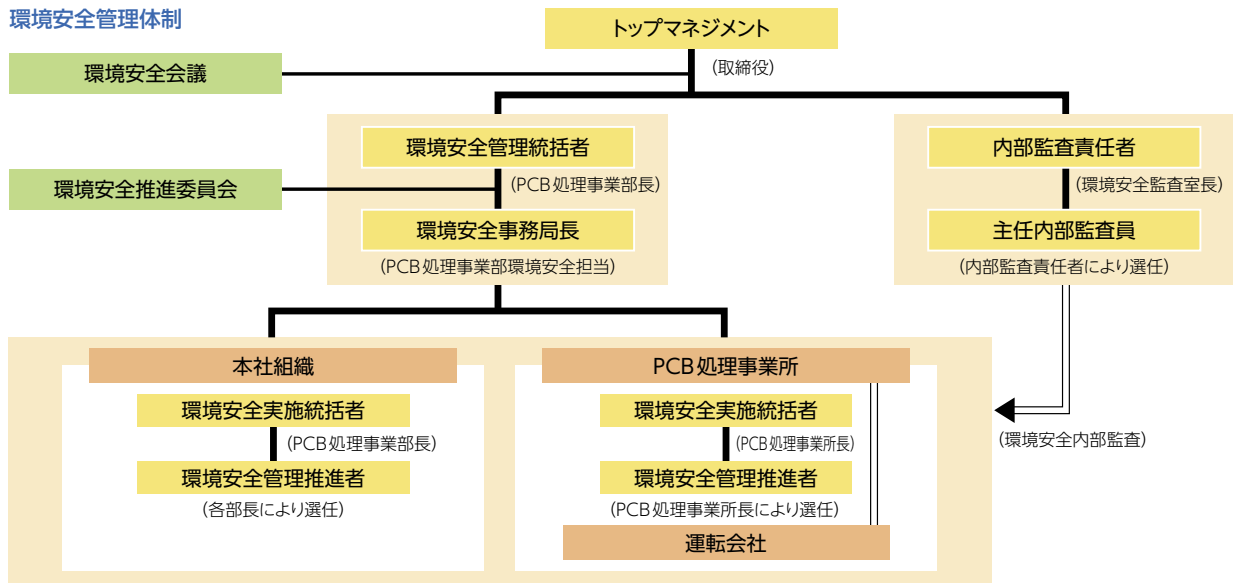 環境安全管理体制
トップマネジメント
(取締役)
環境安全会議
環境安全管理統括者
(PCB処理事業部長)
環境安全推進委員会
環境安全事務局長
(PCB処理事業部環境安全担当)
内部監査責任者
(環境安全監査室長)
主任内部監査員
(内部監査責任者により選任)
本社組織
環境安全実施統括者
(PCB処理事業部長)
環境安全管理推進者
(各部長により選任)
PCB処理事業所
環境安全実施統括者
(PCB処理事業所長)
環境安全管理推進者
(PCB処理事業所長により選任)
運転会社
(環境安全内部監査)